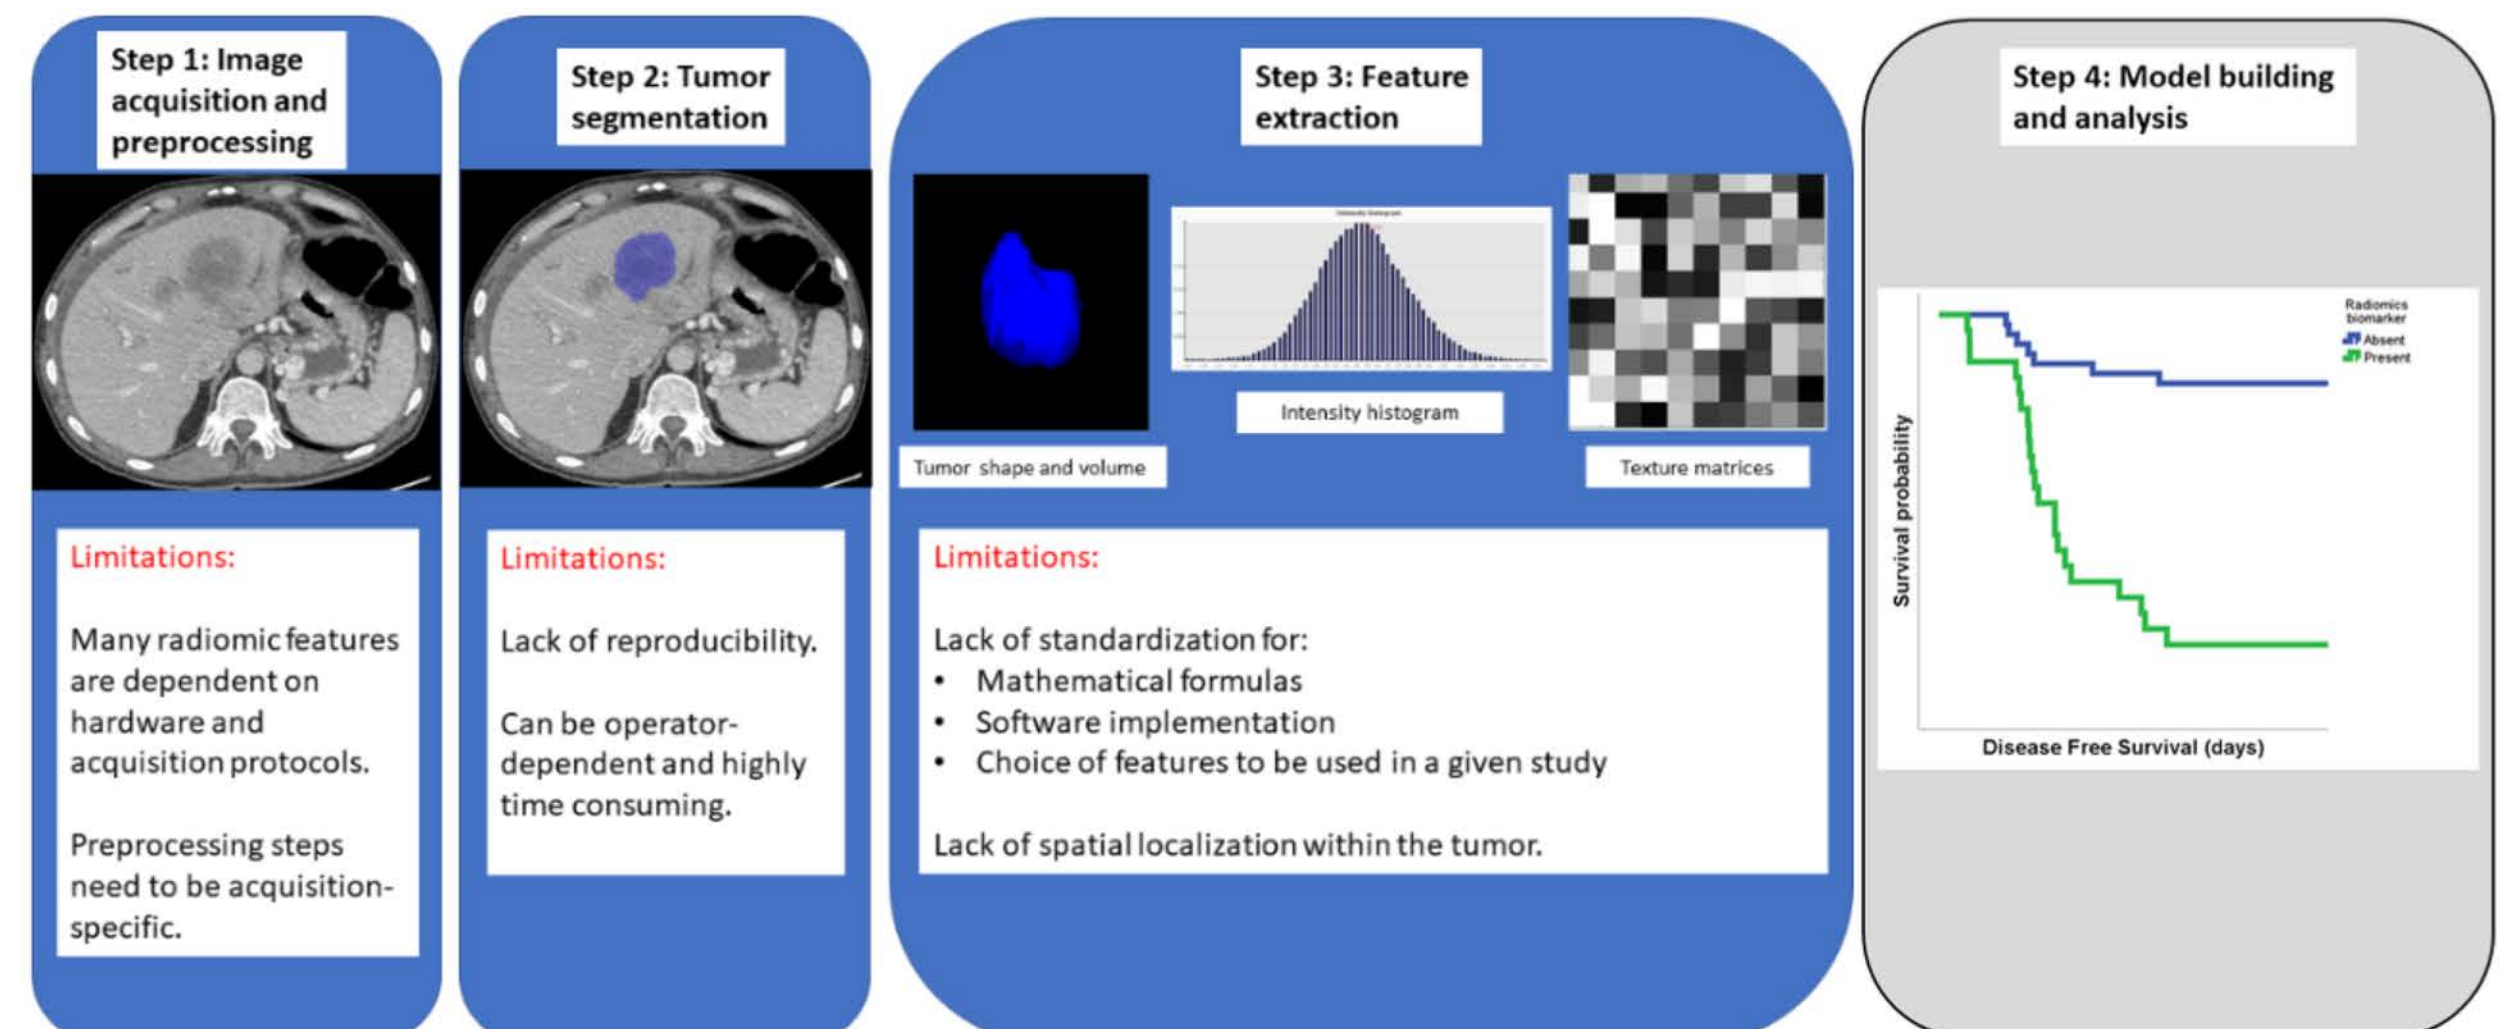 Step 1: Image
acquisition and
preprocessing
Limitations:
Many radiomic features
are dependent on
hardware and
acquisition protocols.
Preprocessing steps
need to be acquisition-
specific.
Step 2: Tumor
segmentation
Limitations:
Lack of reproducibility.
Can be operator-
dependent and highly
time consuming.
Step 3: Feature
extraction
Intensity histogram
Intensity histogram
Tumor shape and volume
Texture matrices
Limitations:
Lack of standardization for:
• Mathematical formulas
• Software implementation
• Choice of features to be used in a given study
Lack of spatial localization within the tumor.
Step 4: Model building
and analysis
Radiomics
biomarker
Absent
Present
Survival probability
Disease Free Survival (days)